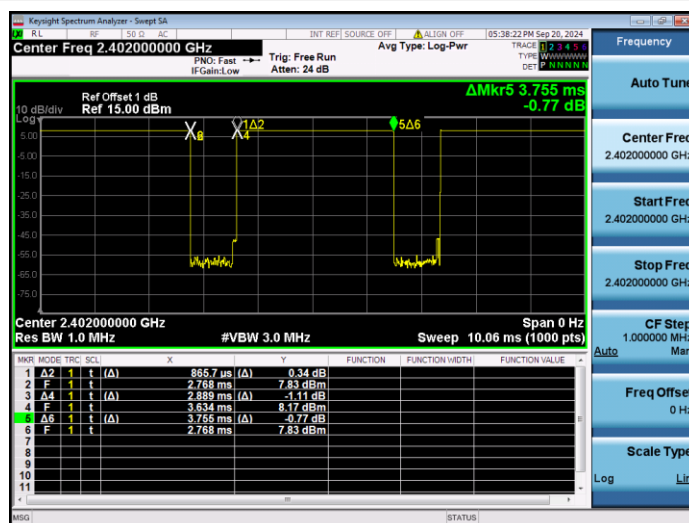 Keysight Spectrum Analyzer - Swept SA
RL RF 50 Ω AC INT REF SOURCE OFF ALIGN OFF 05:38:22 PM Sep 20, 2024
Center Freq 2.402000000 GHz
PNO: Fast
IFGain:Low
Trig: Free Run
Atten: 24 dB
Avg Type: Log-Pwr
TRACE 1 2 3 4 5 6
TYPE WWWWWW
DET P N N N N N
Ref Offset 1 dB
10 dB/div Ref 15.00 dBm
Log
ΔMkr5 3.755 ms
-0.77 dB
5.00
-5.00
-15.0
-25.0
-35.0
-45.0
-55.0
-65.0
-75.0
1Δ2
4
5Δ6
Center 2.402000000 GHz Span 0 Hz
Res BW 1.0 MHz #VBW 3.0 MHz Sweep 10.06 ms (1000 pts)
MKR MODE TRC SCL X Y FUNCTION FUNCTION WIDTH FUNCTION VALUE
1 Δ2 1 t (Δ) 865.7 µs (Δ) 0.34 dB
2 F 1 t 2.768 ms 7.83 dBm
3 Δ4 1 t (Δ) 2.889 ms (Δ) -1.11 dB
4 F 1 t 3.634 ms 8.17 dBm
5 Δ6 1 t (Δ) 3.755 ms (Δ) -0.77 dB
6 F 1 t 2.768 ms 7.83 dBm
7
8
9
10
11
MSG STATUS
Frequency
Auto Tune
Center Freq
2.402000000 GHz
Start Freq
2.402000000 GHz
Stop Freq
2.402000000 GHz
CF Step
1.000000 MHz
Auto Man
Freq Offset
0 Hz
Scale Type
Log Lin